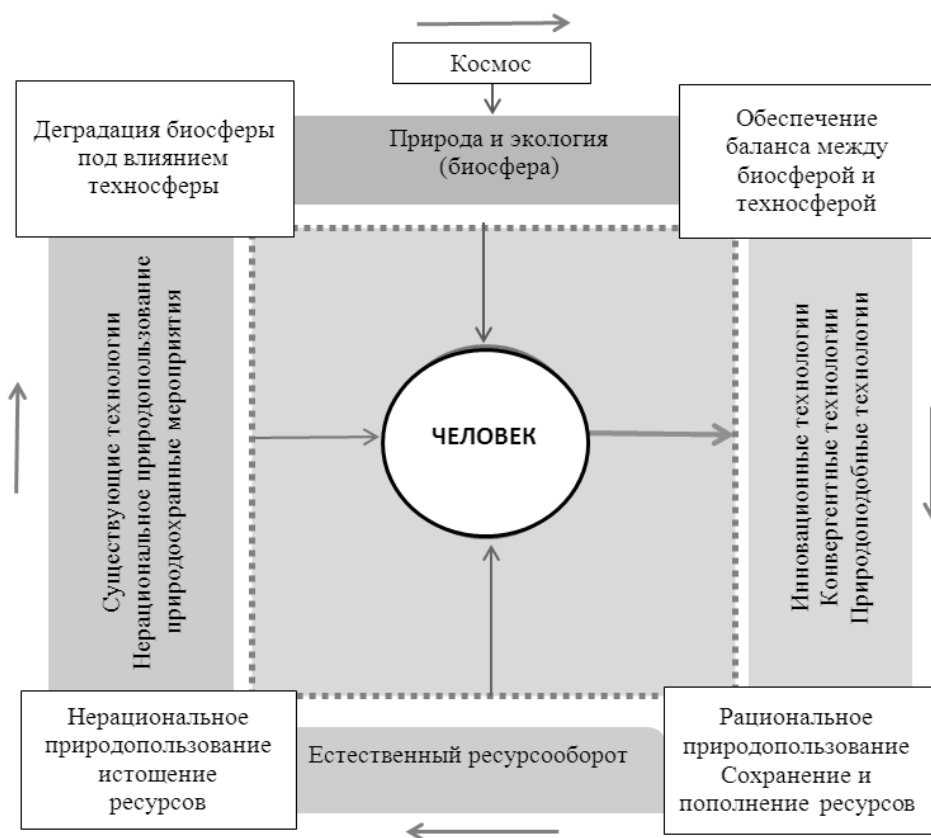 Космос
Деградация биосферы
под влиянием
техносферы
Природа и экология
(биосфера)
Обеспечение
баланса между
биосферой и
техносферой
Существующие технологии
Нерациональное природопользование
природоохранные мероприятия
ЧЕЛОВЕК
Инновационные технологии
Конвергентные технологии
Природоподобные технологии
Нерациональное
природопользование
истощение
ресурсов
Естественный ресурсооборот
Рациональное
природопользование
Сохранение и
пополнение ресурсов